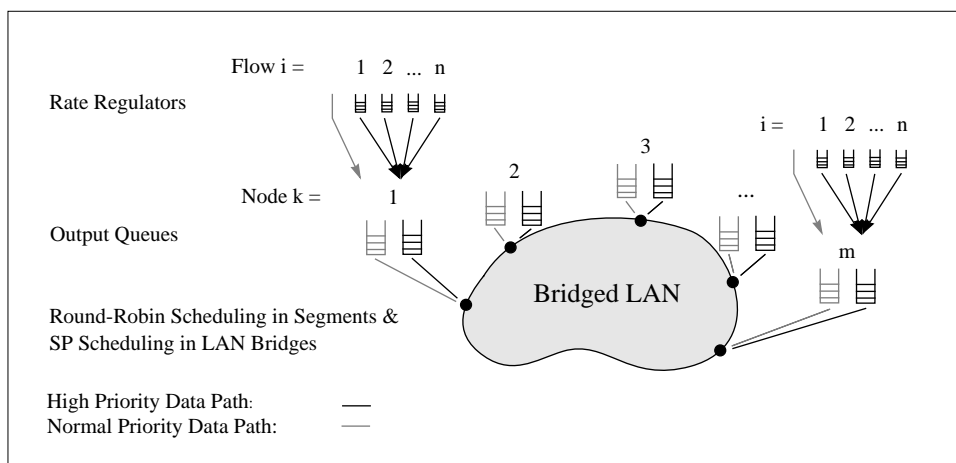 Flow i = 1 2 ... n
Rate Regulators
i = 1 2 ... n
3
2
Node k = 1
...
Output Queues
m
Bridged LAN
Round-Robin Scheduling in Segments &
SP Scheduling in LAN Bridges
High Priority Data Path:
Normal Priority Data Path: